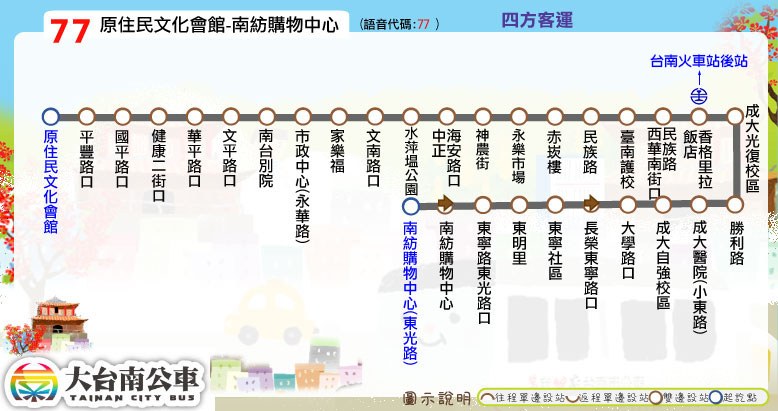 77 原住民文化會館-南紡購物中心 (語音代碼:77 )
四方客運
台南火車站後站
原住民文化會館
平豐路口
國平路口
健康二街口
華平路口
文平路口
南台別院
市政中心(永華路)
家樂福
文南路口
水萍塭公園
海安路口
中正
神農街
永樂市場
赤崁樓
民族路
臺南護校
民族路
西華南街口
香格里拉
飯店
成大光復校區
勝利路
成大醫院(小東路)
成大自強校區
大學路口
長榮東寧路口
東寧社區
東明里
東寧路東光路口
南紡購物中心
南紡購物中心(東光路)
大台南公車
TAINAN CITY BUS
圖示說明 往程單邊設站 返程單邊設站 雙邊設站 起訖點